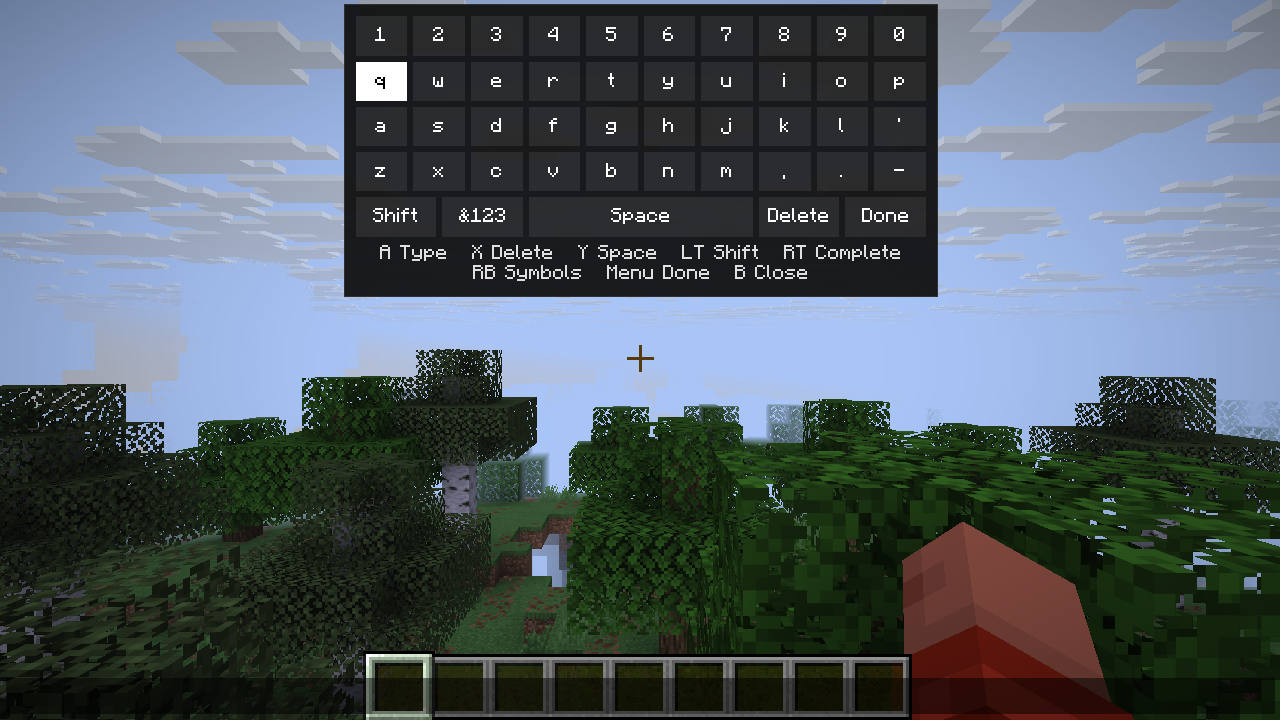 1 2 3 4 5 6 7 8 9 0
q w e r t y u i o p
a s d f g h j k l '
z x c v b n m , . -
Shift &123 Space Delete Done
A Type X Delete Y Space LT Shift RT Complete
RB Symbols Menu Done B Close